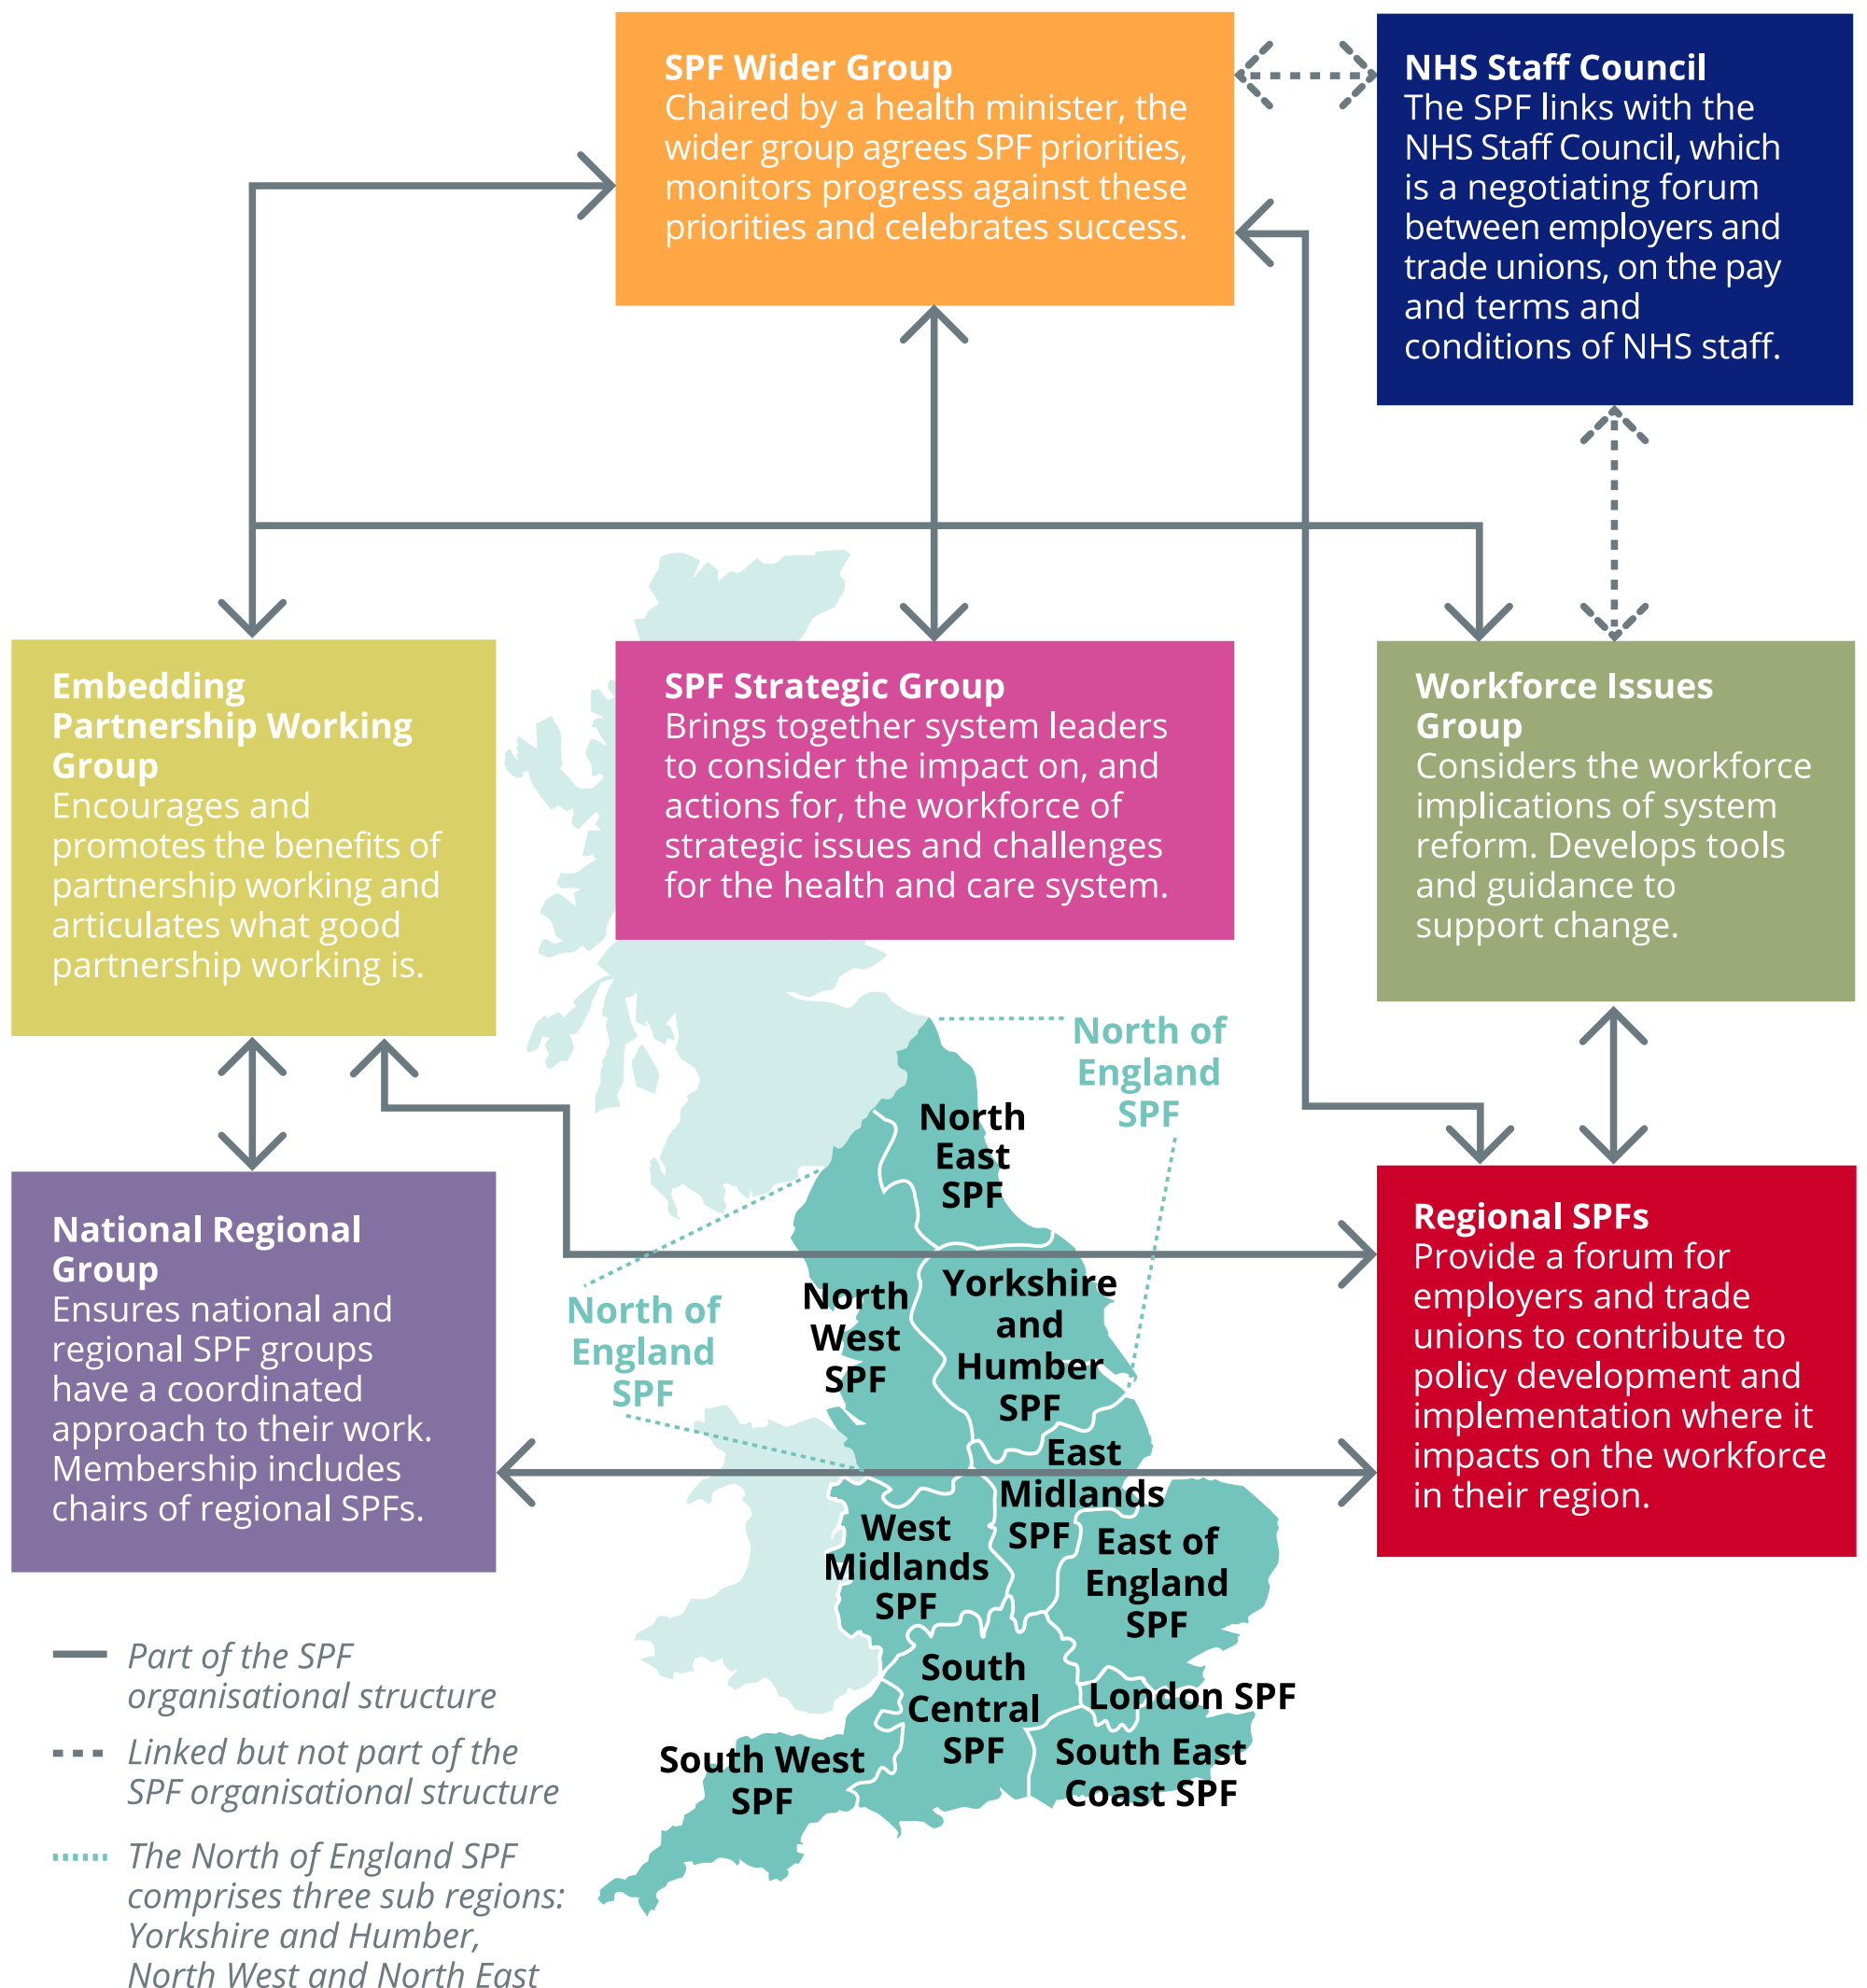 SPF Wider Group
Chaired by a health minister, the
wider group agrees SPF priorities,
monitors progress against these
priorities and celebrates success.
NHS Staff Council
The SPF links with the
NHS Staff Council, which
is a negotiating forum
between employers and
trade unions, on the pay
and terms and
conditions of NHS staff.
Embedding
Partnership Working
Group
Encourages and
promotes the benefits of
partnership working and
articulates what good
partnership working is.
SPF Strategic Group
Brings together system leaders
to consider the impact on, and
actions for, the workforce of
strategic issues and challenges
for the health and care system.
Workforce Issues
Group
Considers the workforce
implications of system
reform. Develops tools
and guidance to
support change.
National Regional
Group
Ensures national and
regional SPF groups
have a coordinated
approach to their work.
Membership includes
chairs of regional SPFs.
Regional SPFs
Provide a forum for
employers and trade
unions to contribute to
policy development and
implementation where it
impacts on the workforce
in their region.
North of
England
SPF
North
East
SPF
North of
England
SPF
North
West
SPF
Yorkshire
and
Humber
SPF
East
Midlands
SPF
West
Midlands
SPF
East of
England
SPF
South
Central
SPF
London SPF
South West
SPF
South East
Coast SPF
Part of the SPF
organisational structure
Linked but not part of the
SPF organisational structure
The North of England SPF
comprises three sub regions:
Yorkshire and Humber,
North West and North East